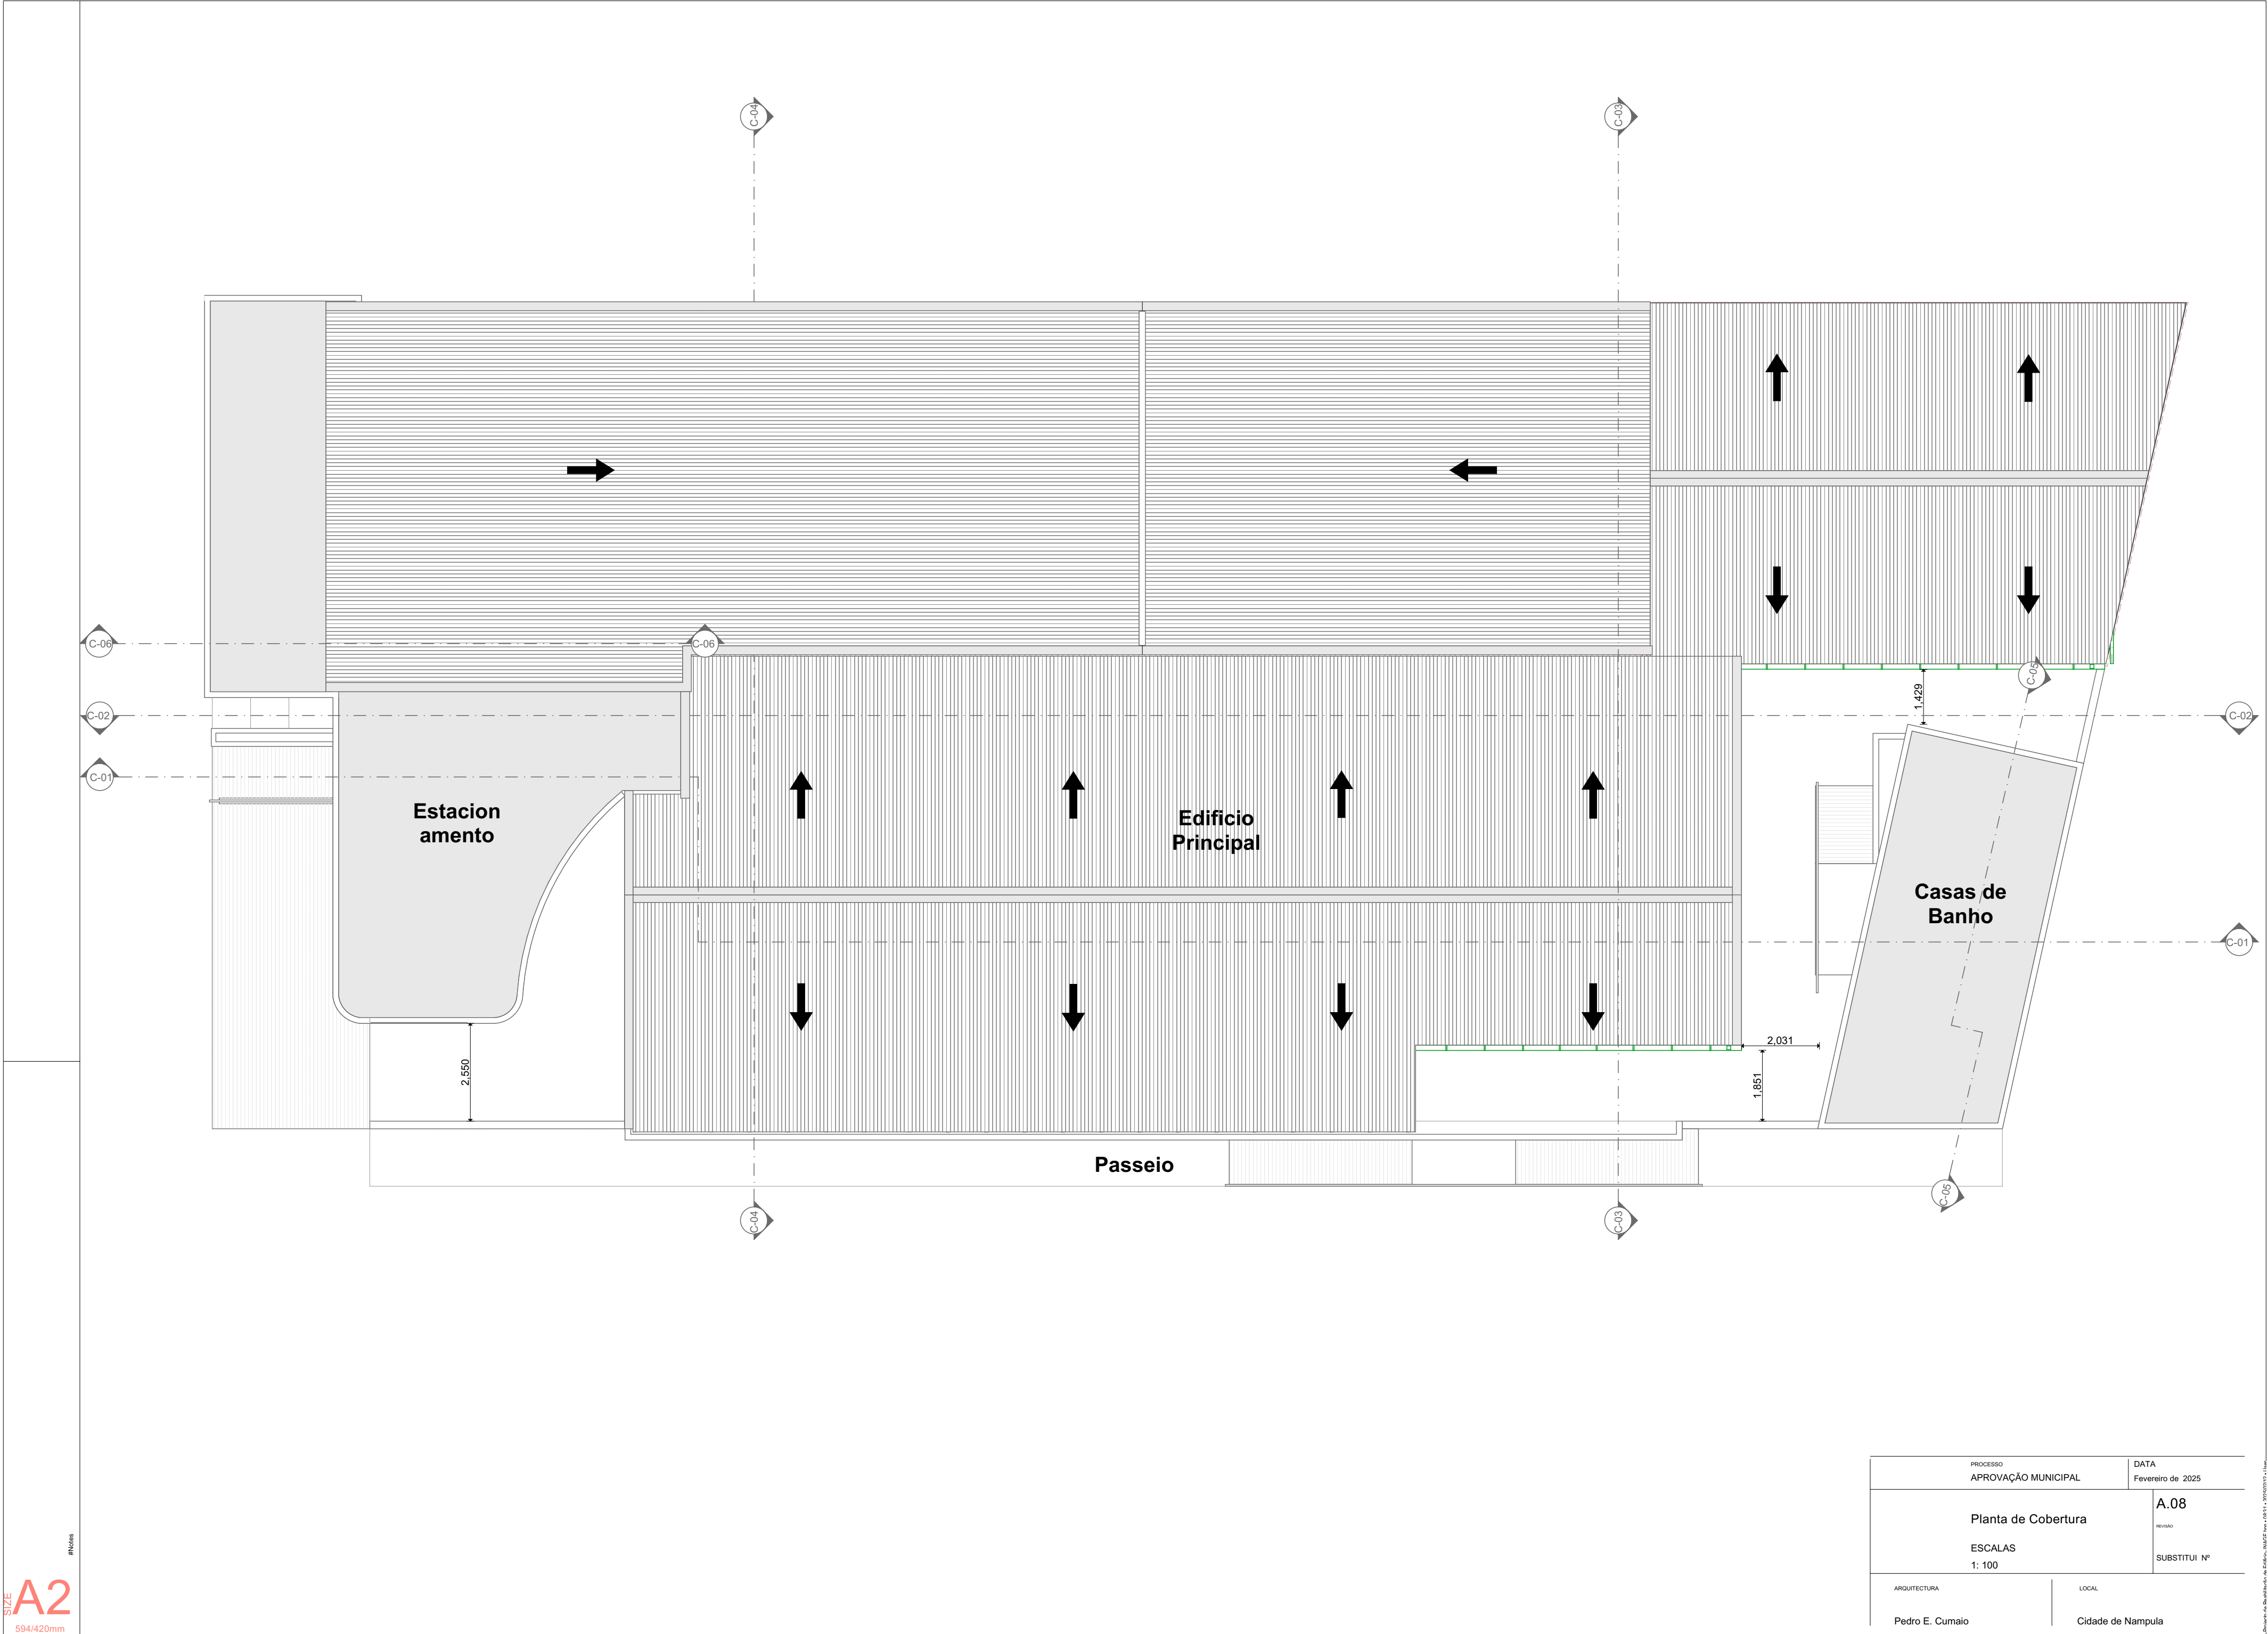 C-04
C-03
C-06
C-06
C-05
1,429
C-02
C-02
C-01
Estacion
amento
Edificio
Principal
Casas de
Banho
C-01
2,031
2,550
1,851
Passeio
C-05
C-04
C-03
PROCESSO
APROVAÇÃO MUNICIPAL
DATA
Fevereiro de 2025
Planta de Cobertura
A.08
REVISÃO
ESCALAS
1: 100
SUBSTITUI Nº
ARQUITECTURA
Pedro E. Cumaio
LOCAL
Cidade de Nampula
#Notes
SIZE
A2
594/420mm